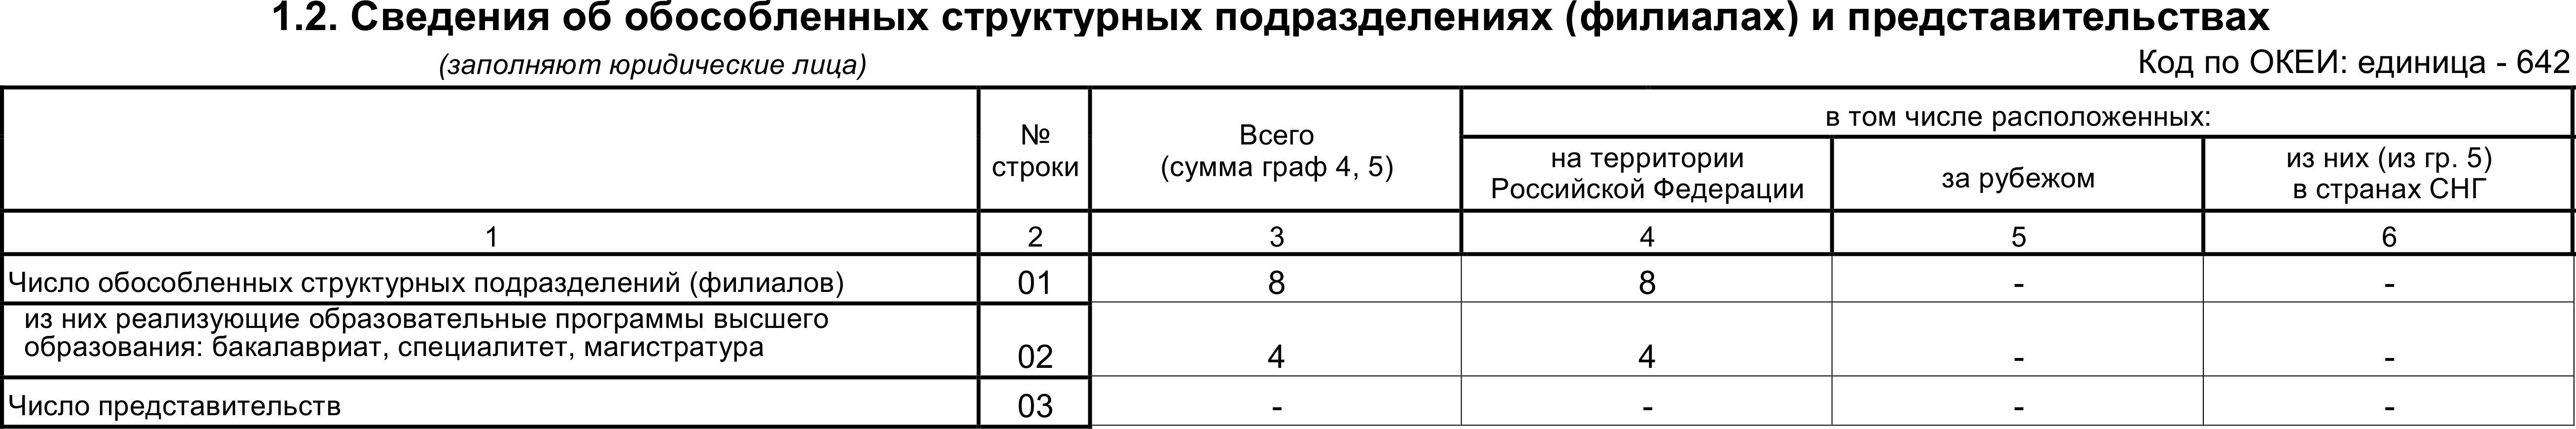 1.2. Сведения об обособленных структурных подразделениях (филиалах) и представительствах
(заполняют юридические лица) Код по ОКЕИ: единица - 642
№ строки Всего (сумма граф 4, 5) в том числе расположенных:
на территории Российской Федерации за рубежом из них (из гр. 5) в странах СНГ
1 2 3 4 5 6
Число обособленных структурных подразделений (филиалов) 01 8 8 - -
из них реализующие образовательные программы высшего
образования: бакалавриат, специалитет, магистратура 02 4 4 - -
Число представительств 03 - - - -